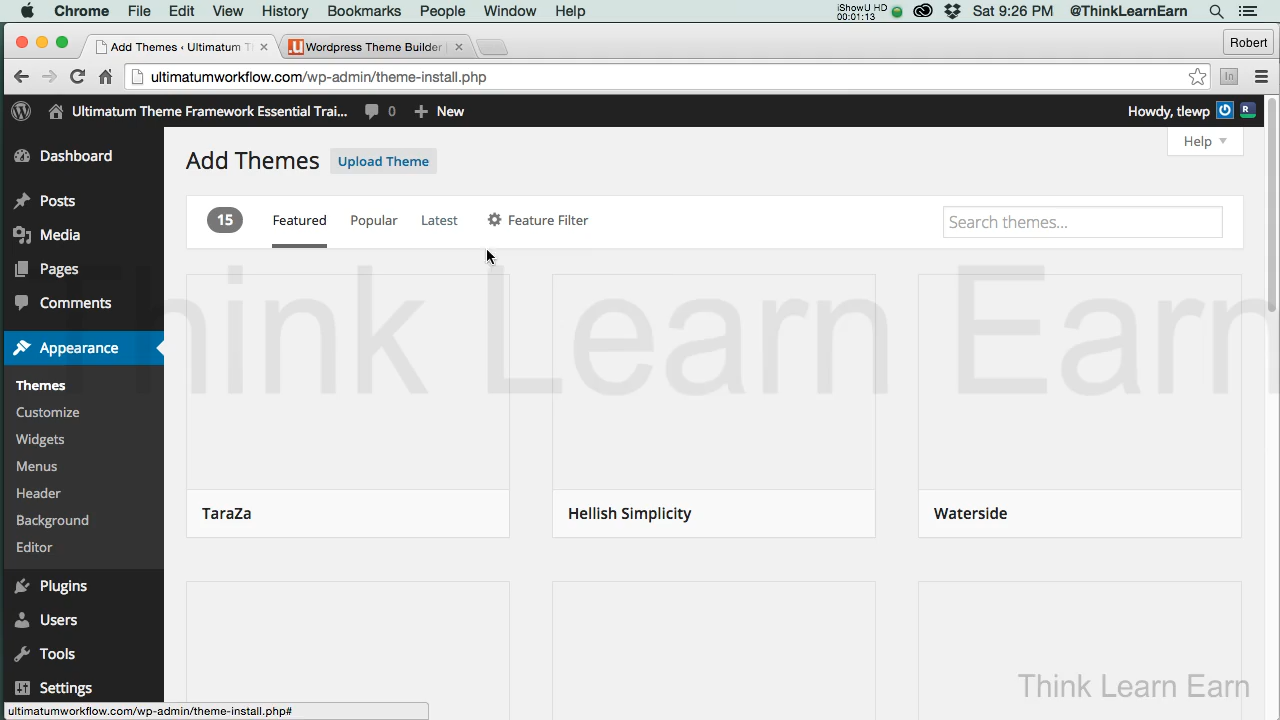 Chrome File Edit View History Bookmarks People Window Help iShowU HD 00:01:13 Sat 9:26 PM @ThinkLearnEarn
Add Themes ‹ Ultimatum T Wordpress Theme Builder Robert
ultimatumworkflow.com/wp-admin/theme-install.php
Ultimatum Theme Framework Essential Trai... 0 New Howdy, tlewp
Help
Add Themes Upload Theme
15 Featured Popular Latest Feature Filter Search themes...
Dashboard
Posts
Media
Pages
Comments
Appearance
Themes
Customize
Widgets
Menus
Header
Background
Editor
Plugins
Users
Tools
Settings
Think Learn Earn
TaraZa Hellish Simplicity Waterside
Think Learn Earn
ultimatumworkflow.com/wp-admin/theme-install.php#